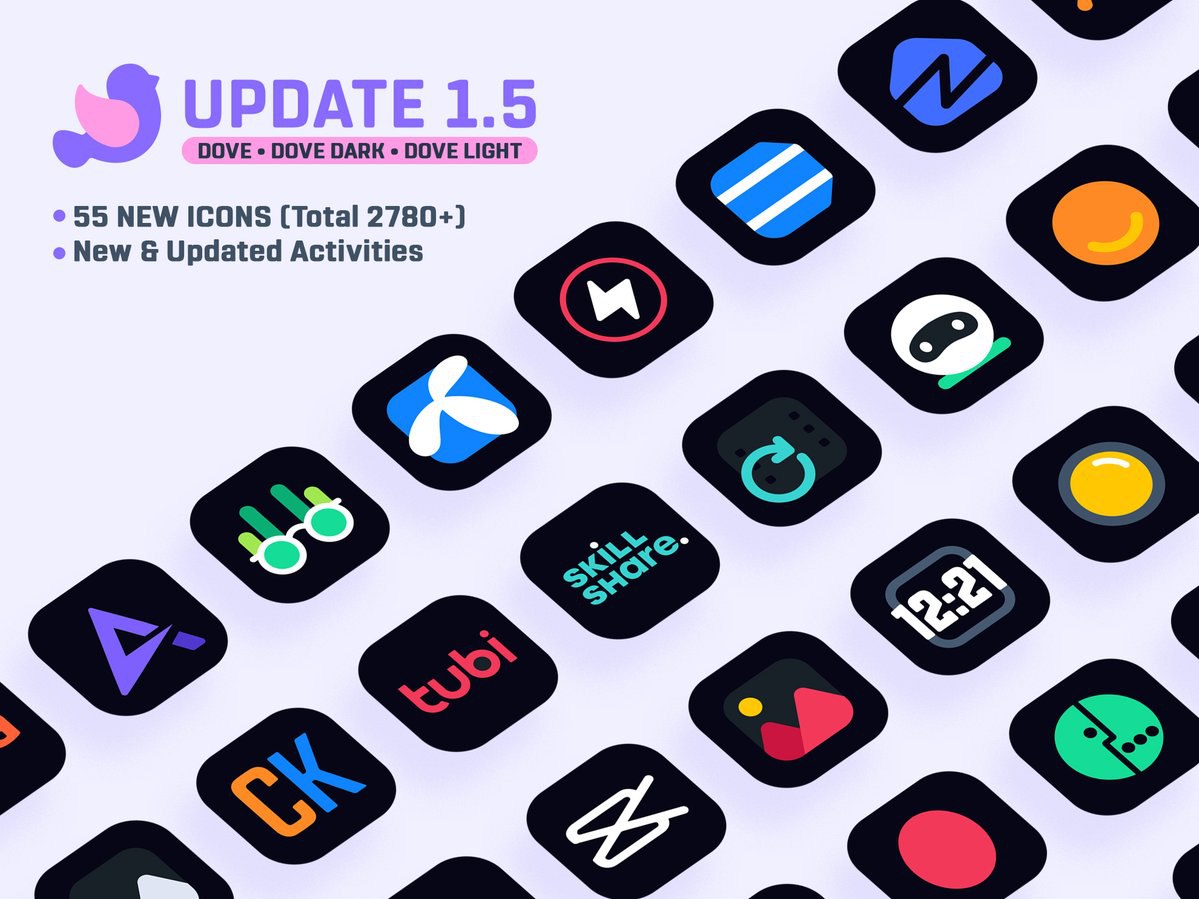 UPDATE 1.5
DOVE • DOVE DARK • DOVE LIGHT
• 55 NEW ICONS (Total 2780+)
• New & Updated Activities
SKILL
SHare.
12:21
tubi
CK